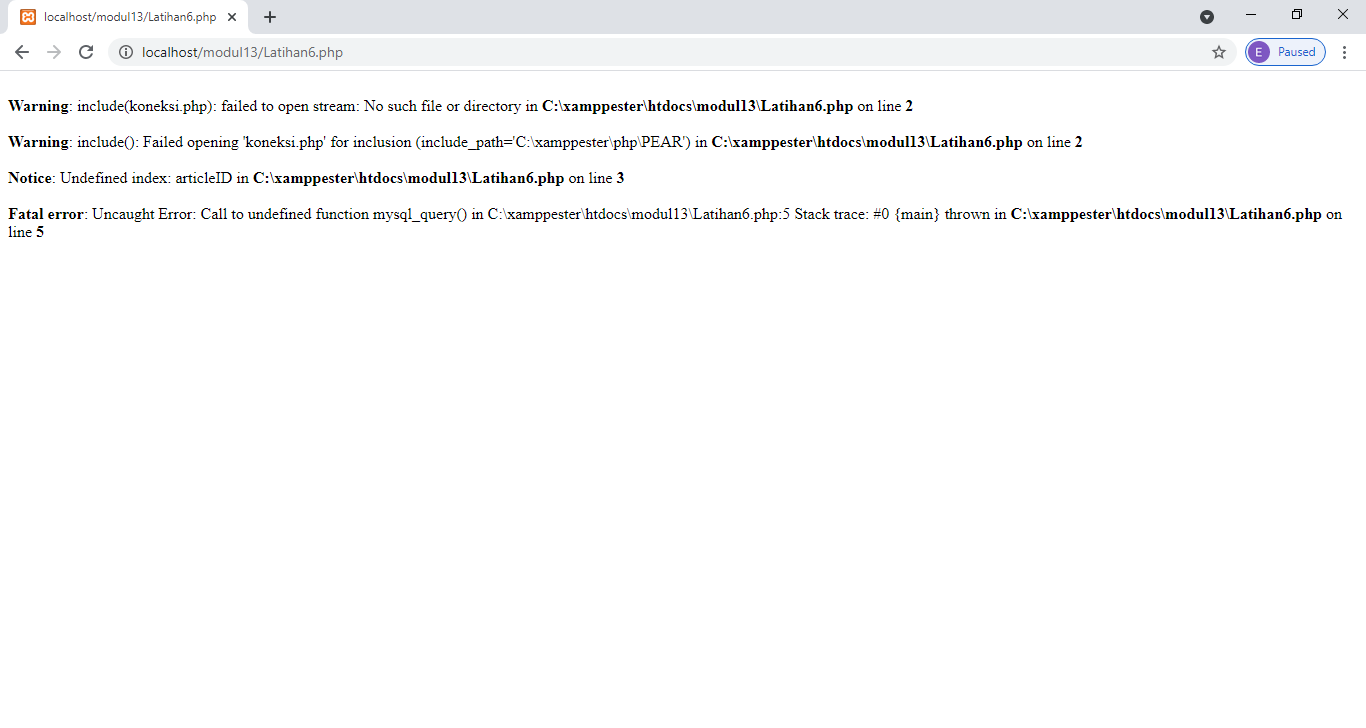 localhost/modul13/Latihan6.php
localhost/modul13/Latihan6.php
E Paused
Warning: include(koneksi.php): failed to open stream: No such file or directory in C:\xamppester\htdocs\modul13\Latihan6.php on line 2
Warning: include(): Failed opening 'koneksi.php' for inclusion (include_path='C:\xamppester\php\PEAR') in C:\xamppester\htdocs\modul13\Latihan6.php on line 2
Notice: Undefined index: articleID in C:\xamppester\htdocs\modul13\Latihan6.php on line 3
Fatal error: Uncaught Error: Call to undefined function mysql_query() in C:\xamppester\htdocs\modul13\Latihan6.php:5 Stack trace: #0 {main} thrown in C:\xamppester\htdocs\modul13\Latihan6.php on
line 5